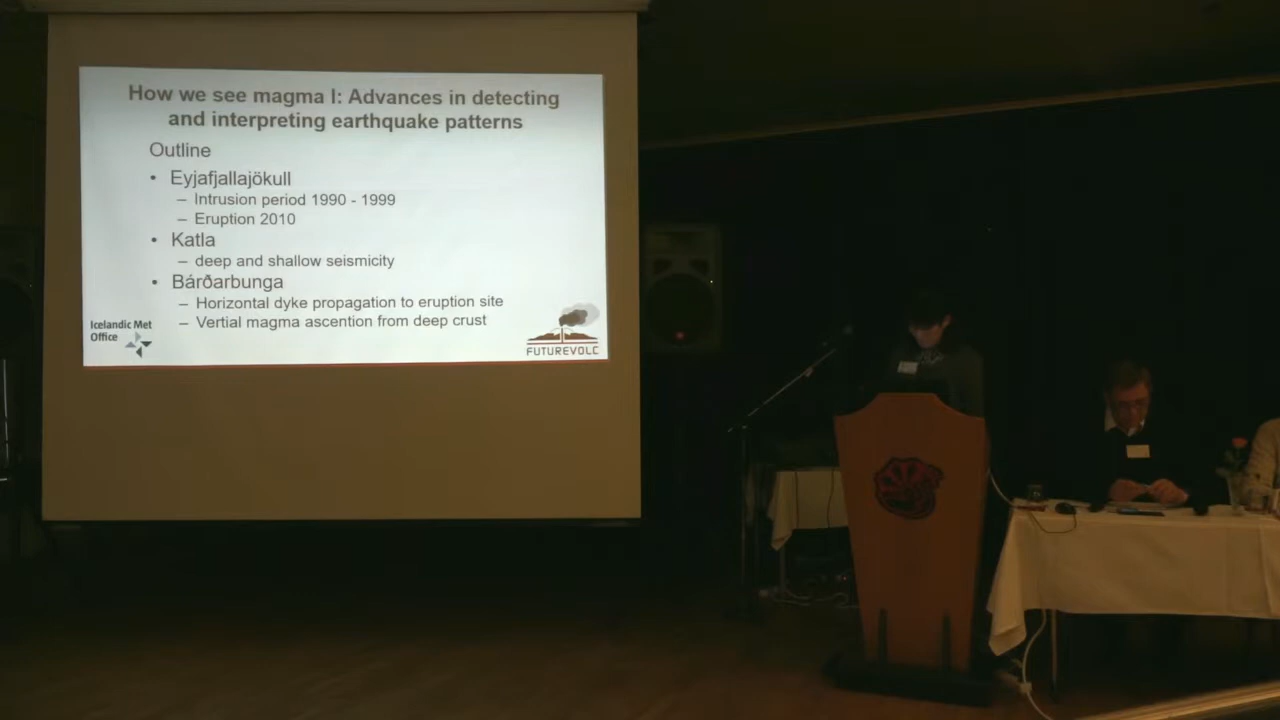 How we see magma I: Advances in detecting
and interpreting earthquake patterns
Outline
• Eyjafjallajökull
– Intrusion period 1990 - 1999
– Eruption 2010
• Katla
– deep and shallow seismicity
• Bárðarbunga
– Horizontal dyke propagation to eruption site
– Vertial magma ascention from deep crust
Icelandic Met
Office
FUTUREVOLC